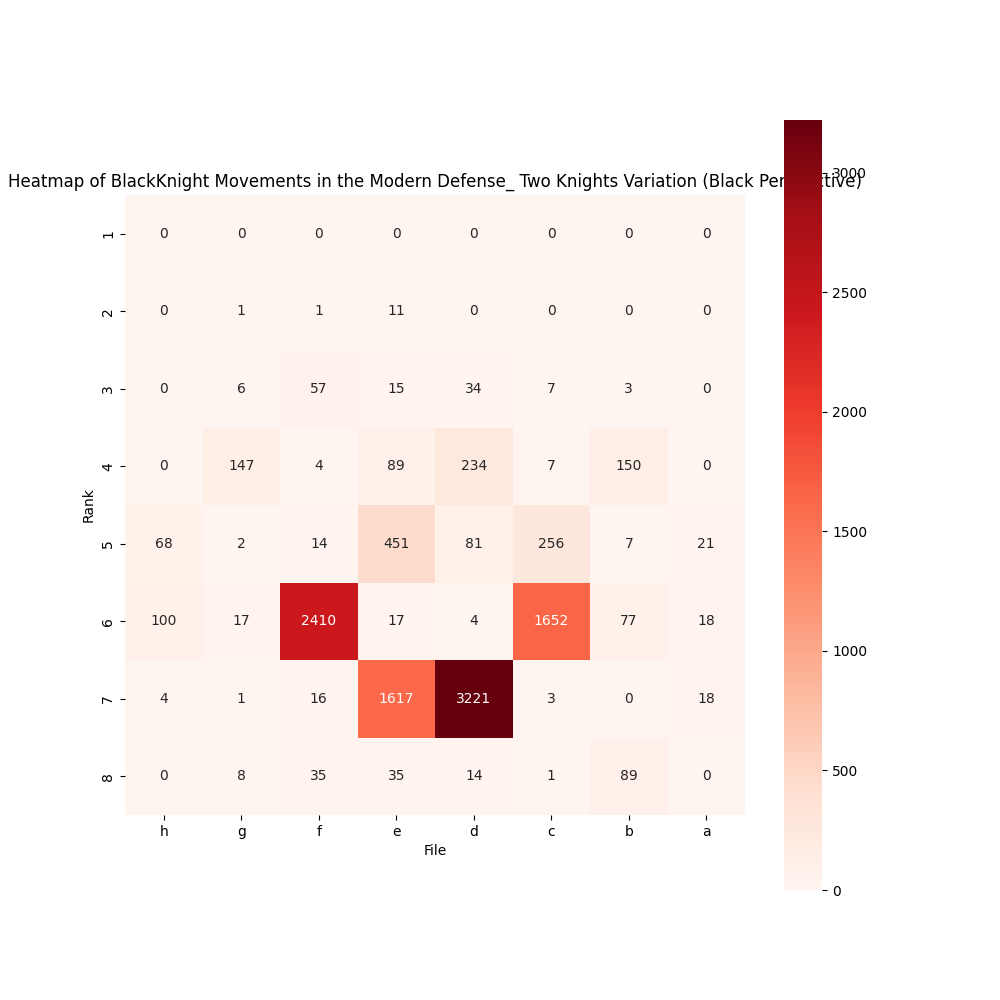 Heatmap of BlackKnight Movements in the Modern Defense_ Two Knights Variation (Black Per ctive)
3000
1 0 0 0 0 0 0 0 0
2500
2 0 1 1 11 0 0 0 0
3 0 6 57 15 34 7 3 0
2000
4 0 147 4 89 234 7 150 0
Rank
1500
5 68 2 14 451 81 256 7 21
6 100 17 2410 17 4 1652 77 18
1000
7 4 1 16 1617 3221 3 0 18
500
8 0 8 35 35 14 1 89 0
h g f e d c b a
File
0